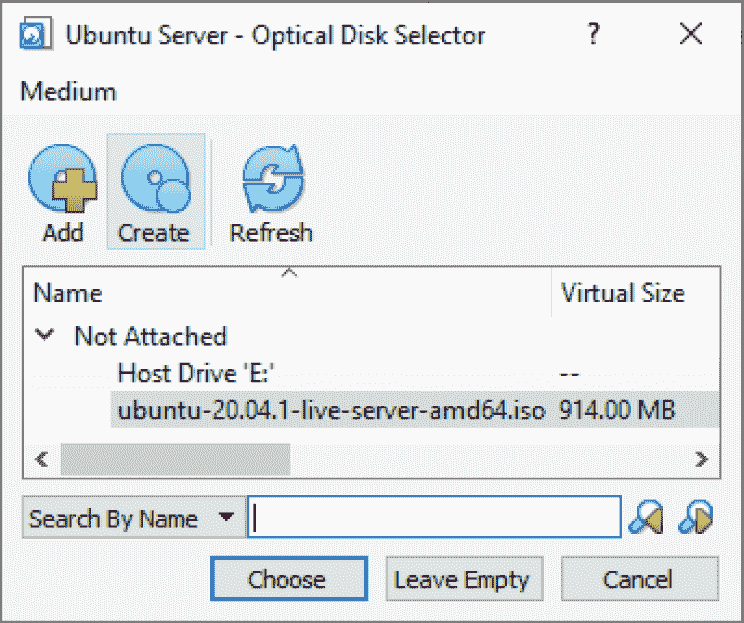 Ubuntu Server - Optical Disk Selector ?
Medium
Add Create Refresh
Name Virtual Size
Not Attached
Host Drive 'E:' --
ubuntu-20.04.1-live-server-amd64.iso 914.00 MB
Search By Name
Choose Leave Empty Cancel